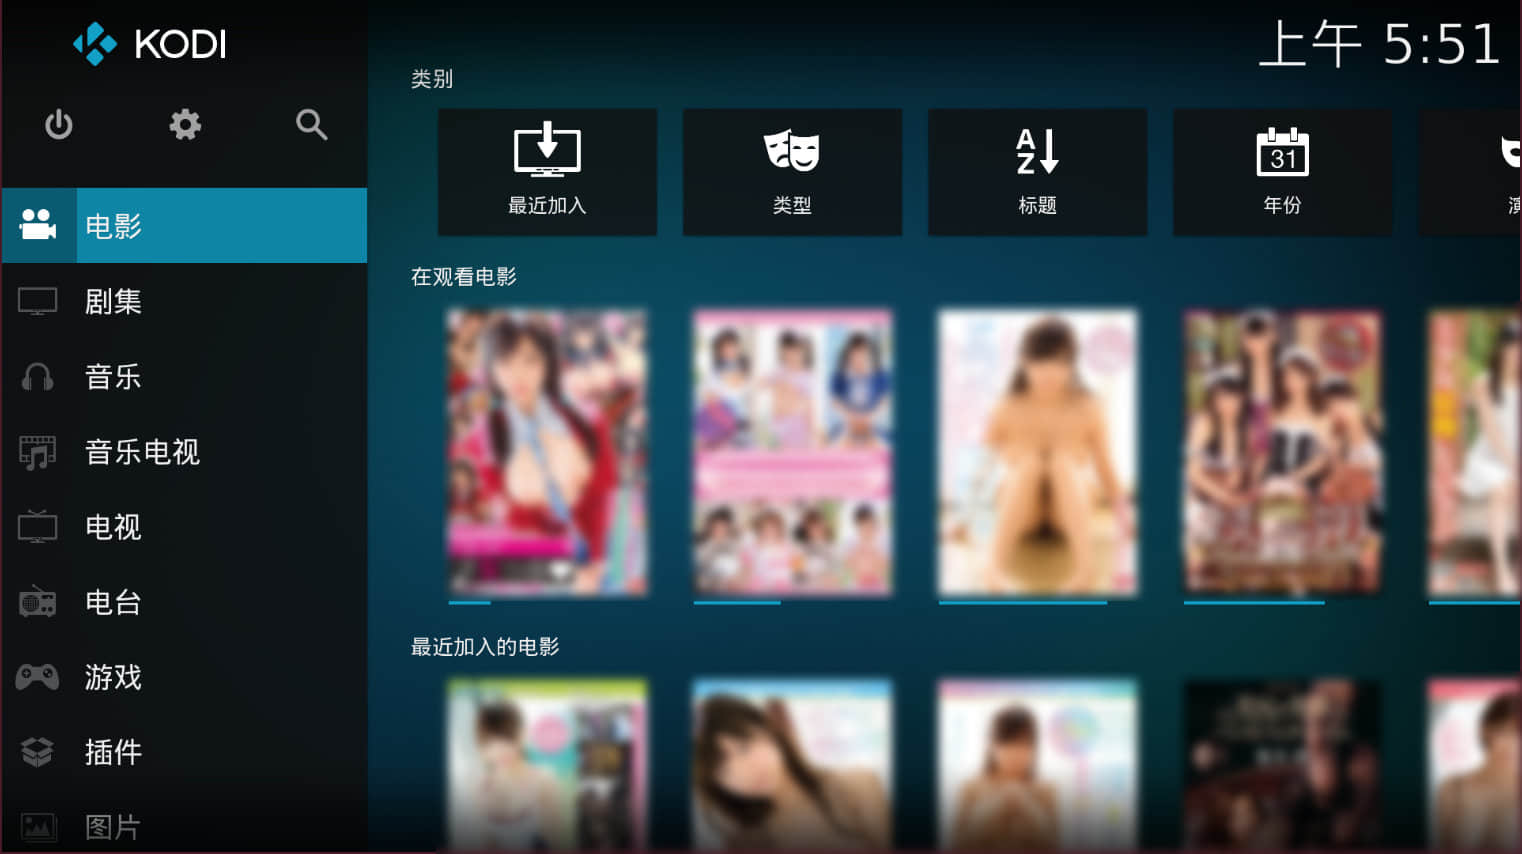 KODI
上午 5:51
类别
最近加入
类型
A
Z
标题
31
年份
电影
剧集
音乐
音乐电视
电视
电台
游戏
插件
图片
在观看电影
最近加入的电影